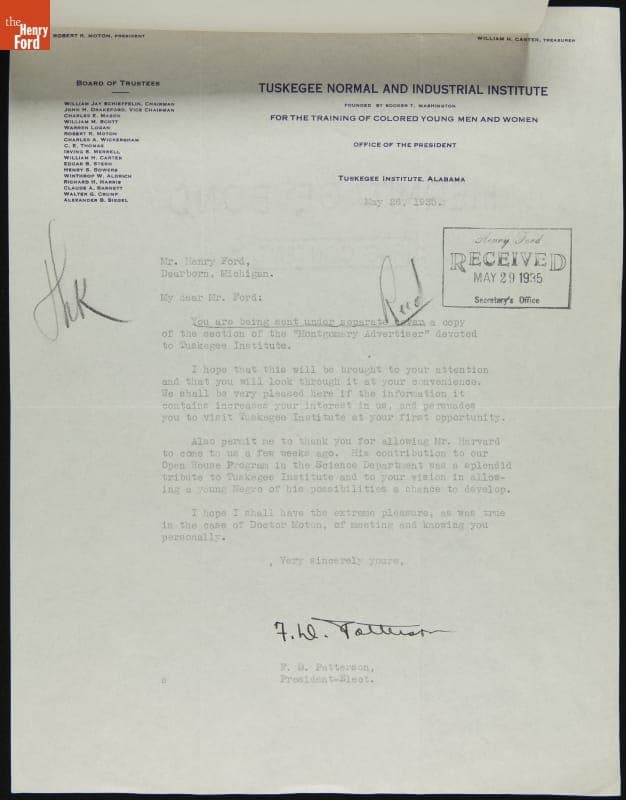 the
Henry
Ford
ROBERT R. MOTON, PRESIDENT
WILLIAM H. CARTER, TREASURER
BOARD OF TRUSTEES
WILLIAM JAY SCHIEFFELIN, CHAIRMAN
JOHN H. DRAKEFORD, VICE CHAIRMAN
CHARLES E. MASON
WILLIAM M. SCOTT
WARREN LOGAN
ROBERT R. MOTON
CHARLES A. WICKERSHAM
C. E. THOMAS
IRVING S. MERRELL
WILLIAM H. CARTER
EDGAR B. STERN
HENRY S. BOWERS
WINTHROP W. ALDRICH
RICHARD H. HARRIS
CLAUDE A. BARNETT
WALTER G. CRUMP
ALEXANDER B. SIEGEL
TUSKEGEE NORMAL AND INDUSTRIAL INSTITUTE
FOUNDED BY BOOKER T. WASHINGTON
FOR THE TRAINING OF COLORED YOUNG MEN AND WOMEN
OFFICE OF THE PRESIDENT
TUSKEGEE INSTITUTE, ALABAMA
May 26, 1935.
Henry Ford
RECEIVED
MAY 29 1935
Secretary's Office
Mr. Henry Ford,
Dearborn, Michigan.
My dear Mr. Ford:
You are being sent under separate cover a copy
of the section of the "Montgomery Advertiser" devoted
to Tuskegee Institute.
I hope that this will be brought to your attention
and that you will look through it at your convenience.
We shall be very pleased here if the information it
contains increases your interest in us, and persuades
you to visit Tuskegee Institute at your first opportunity.
Also permit me to thank you for allowing Mr. Harvard
to come to us a few weeks ago. His contribution to our
Open House Program in the Science Department was a splendid
tribute to Tuskegee Institute and to your vision in allow-
ing a young Negro of his possibilities a chance to develop.
I hope I shall have the extreme pleasure, as was true
in the case of Doctor Moton, of meeting and knowing you
personally.
Very sincerely yours,
F. D. Patterson
F. D. Patterson,
President-Elect.